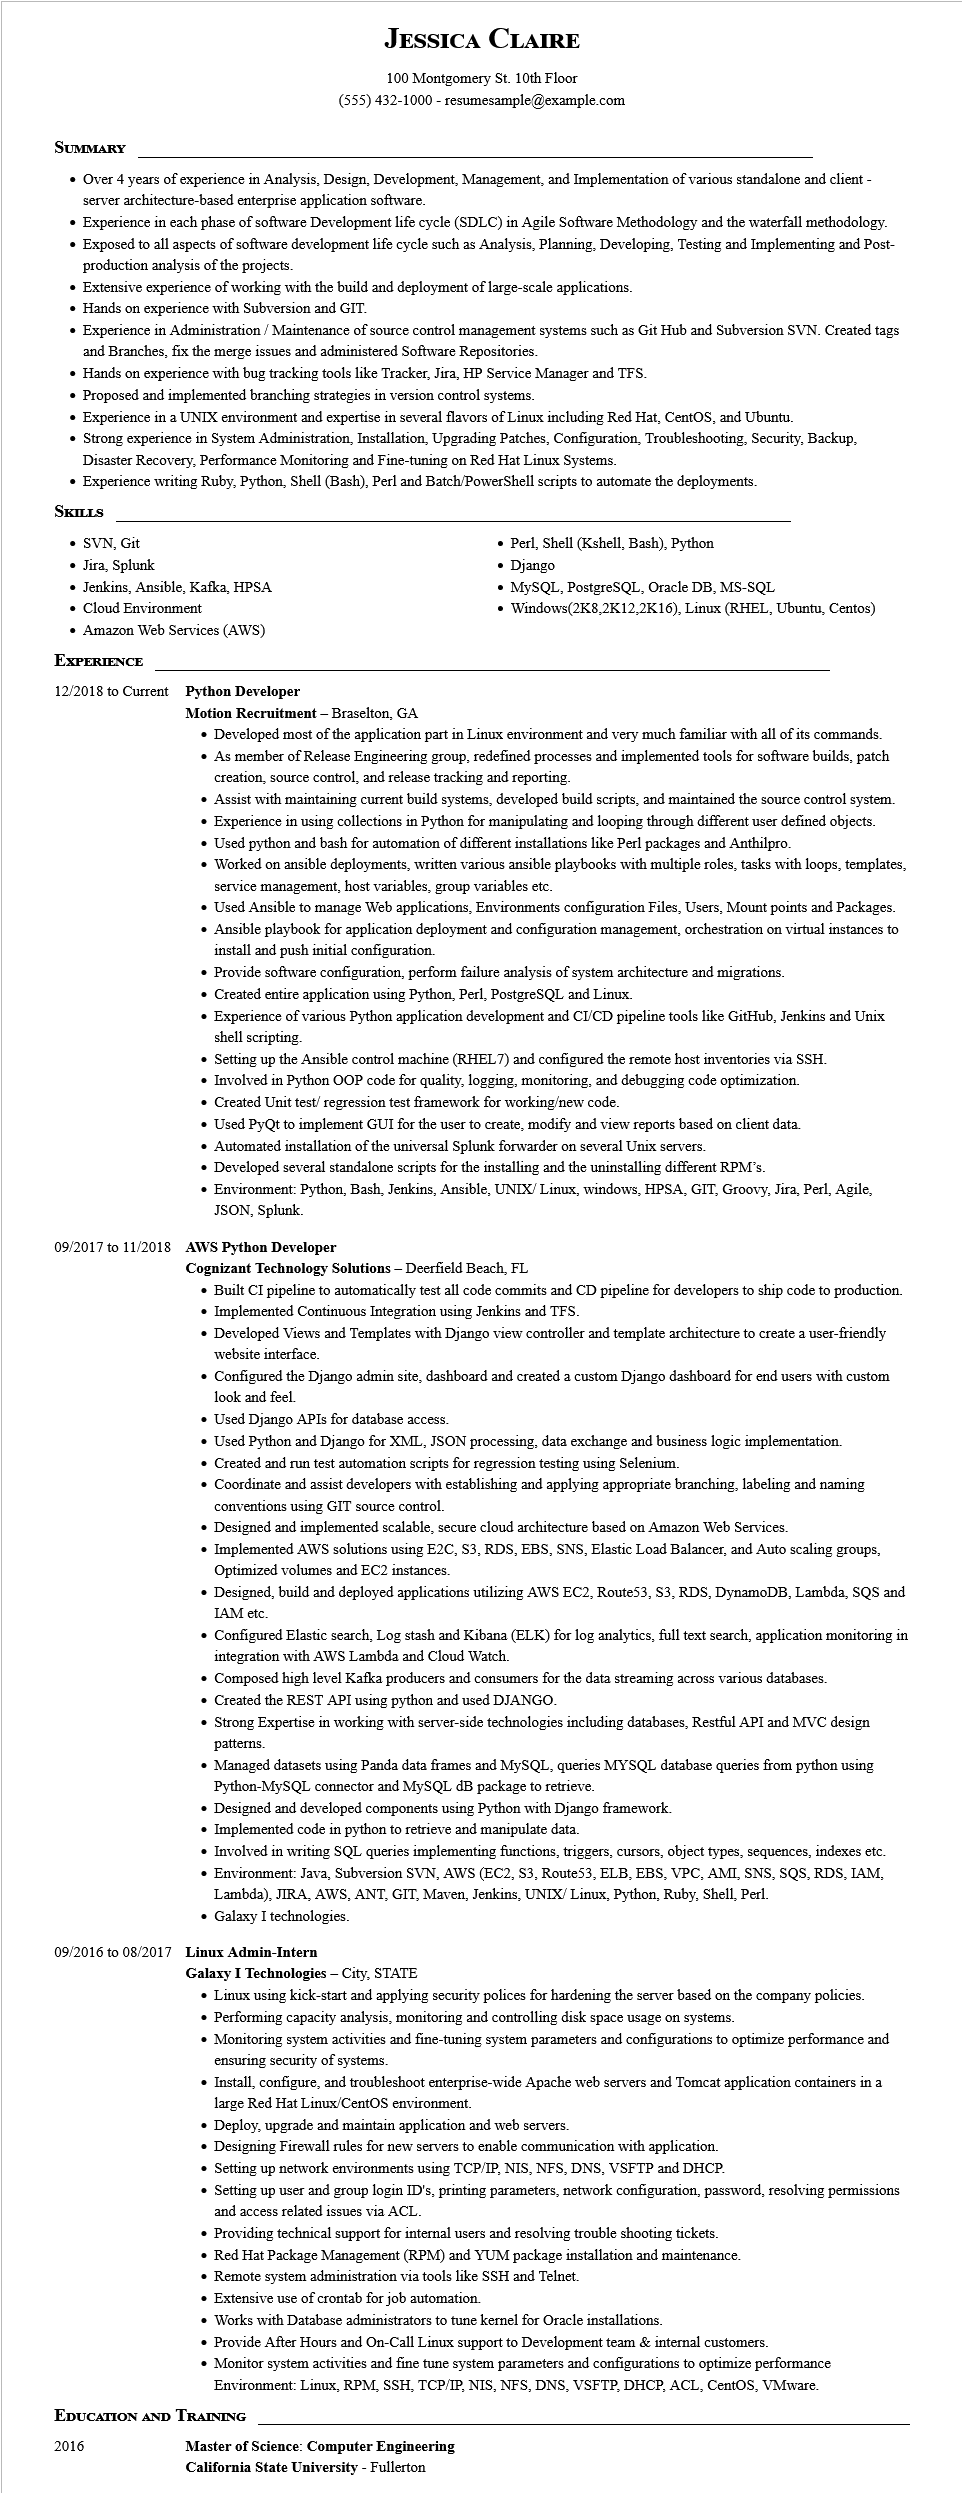 Jessica Claire
100 Montgomery St. 10th Floor
(555) 432-1000 - resumesample@example.com
Summary
• Over 4 years of experience in Analysis, Design, Development, Management, and Implementation of various standalone and client -
server architecture-based enterprise application software.
• Experience in each phase of software Development life cycle (SDLC) in Agile Software Methodology and the waterfall methodology.
• Exposed to all aspects of software development life cycle such as Analysis, Planning, Developing, Testing and Implementing and Post-
production analysis of the projects.
• Extensive experience of working with the build and deployment of large-scale applications.
• Hands on experience with Subversion and GIT.
• Experience in Administration / Maintenance of source control management systems such as Git Hub and Subversion SVN. Created tags
and Branches, fix the merge issues and administered Software Repositories.
• Hands on experience with bug tracking tools like Tracker, Jira, HP Service Manager and TFS.
• Proposed and implemented branching strategies in version control systems.
• Experience in a UNIX environment and expertise in several flavors of Linux including Red Hat, CentOS, and Ubuntu.
• Strong experience in System Administration, Installation, Upgrading Patches, Configuration, Troubleshooting, Security, Backup,
Disaster Recovery, Performance Monitoring and Fine-tuning on Red Hat Linux Systems.
• Experience writing Ruby, Python, Shell (Bash), Perl and Batch/PowerShell scripts to automate the deployments.
Skills
• SVN, Git
• Jira, Splunk
• Jenkins, Ansible, Kafka, HPSA
• Cloud Environment
• Amazon Web Services (AWS)
• Perl, Shell (Kshell, Bash), Python
• Django
• MySQL, PostgreSQL, Oracle DB, MS-SQL
• Windows(2K8,2K12,2K16), Linux (RHEL, Ubuntu, Centos)
Experience
12/2018 to Current Python Developer
Motion Recruitment – Braselton, GA
• Developed most of the application part in Linux environment and very much familiar with all of its commands.
• As member of Release Engineering group, redefined processes and implemented tools for software builds, patch
creation, source control, and release tracking and reporting.
• Assist with maintaining current build systems, developed build scripts, and maintained the source control system.
• Experience in using collections in Python for manipulating and looping through different user defined objects.
• Used python and bash for automation of different installations like Perl packages and Anthilpro.
• Worked on ansible deployments, written various ansible playbooks with multiple roles, tasks with loops, templates,
service management, host variables, group variables etc.
• Used Ansible to manage Web applications, Environments configuration Files, Users, Mount points and Packages.
• Ansible playbook for application deployment and configuration management, orchestration on virtual instances to
install and push initial configuration.
• Provide software configuration, perform failure analysis of system architecture and migrations.
• Created entire application using Python, Perl, PostgreSQL and Linux.
• Experience of various Python application development and CI/CD pipeline tools like GitHub, Jenkins and Unix
shell scripting.
• Setting up the Ansible control machine (RHEL7) and configured the remote host inventories via SSH.
• Involved in Python OOP code for quality, logging, monitoring, and debugging code optimization.
• Created Unit test/ regression test framework for working/new code.
• Used PyQt to implement GUI for the user to create, modify and view reports based on client data.
• Automated installation of the universal Splunk forwarder on several Unix servers.
• Developed several standalone scripts for the installing and the uninstalling different RPM’s.
• Environment: Python, Bash, Jenkins, Ansible, UNIX/ Linux, windows, HPSA, GIT, Groovy, Jira, Perl, Agile,
JSON, Splunk.
09/2017 to 11/2018 AWS Python Developer
Cognizant Technology Solutions – Deerfield Beach, FL
• Built CI pipeline to automatically test all code commits and CD pipeline for developers to ship code to production.
• Implemented Continuous Integration using Jenkins and TFS.
• Developed Views and Templates with Django view controller and template architecture to create a user-friendly
website interface.
• Configured the Django admin site, dashboard and created a custom Django dashboard for end users with custom
look and feel.
• Used Django APIs for database access.
• Used Python and Django for XML, JSON processing, data exchange and business logic implementation.
• Created and run test automation scripts for regression testing using Selenium.
• Coordinate and assist developers with establishing and applying appropriate branching, labeling and naming
conventions using GIT source control.
• Designed and implemented scalable, secure cloud architecture based on Amazon Web Services.
• Implemented AWS solutions using E2C, S3, RDS, EBS, SNS, Elastic Load Balancer, and Auto scaling groups,
Optimized volumes and EC2 instances.
• Designed, build and deployed applications utilizing AWS EC2, Route53, S3, RDS, DynamoDB, Lambda, SQS and
IAM etc.
• Configured Elastic search, Log stash and Kibana (ELK) for log analytics, full text search, application monitoring in
integration with AWS Lambda and Cloud Watch.
• Composed high level Kafka producers and consumers for the data streaming across various databases.
• Created the REST API using python and used DJANGO.
• Strong Expertise in working with server-side technologies including databases, Restful API and MVC design
patterns.
• Managed datasets using Panda data frames and MySQL, queries MYSQL database queries from python using
Python-MySQL connector and MySQL dB package to retrieve.
• Designed and developed components using Python with Django framework.
• Implemented code in python to retrieve and manipulate data.
• Involved in writing SQL queries implementing functions, triggers, cursors, object types, sequences, indexes etc.
• Environment: Java, Subversion SVN, AWS (EC2, S3, Route53, ELB, EBS, VPC, AMI, SNS, SQS, RDS, IAM,
Lambda), JIRA, AWS, ANT, GIT, Maven, Jenkins, UNIX/ Linux, Python, Ruby, Shell, Perl.
• Galaxy I technologies.
09/2016 to 08/2017 Linux Admin-Intern
Galaxy I Technologies – City, STATE
• Linux using kick-start and applying security polices for hardening the server based on the company policies.
• Performing capacity analysis, monitoring and controlling disk space usage on systems.
• Monitoring system activities and fine-tuning system parameters and configurations to optimize performance and
ensuring security of systems.
• Install, configure, and troubleshoot enterprise-wide Apache web servers and Tomcat application containers in a
large Red Hat Linux/CentOS environment.
• Deploy, upgrade and maintain application and web servers.
• Designing Firewall rules for new servers to enable communication with application.
• Setting up network environments using TCP/IP, NIS, NFS, DNS, VSFTP and DHCP.
• Setting up user and group login ID's, printing parameters, network configuration, password, resolving permissions
and access related issues via ACL.
• Providing technical support for internal users and resolving trouble shooting tickets.
• Red Hat Package Management (RPM) and YUM package installation and maintenance.
• Remote system administration via tools like SSH and Telnet.
• Extensive use of crontab for job automation.
• Works with Database administrators to tune kernel for Oracle installations.
• Provide After Hours and On-Call Linux support to Development team & internal customers.
• Monitor system activities and fine tune system parameters and configurations to optimize performance
Environment: Linux, RPM, SSH, TCP/IP, NIS, NFS, DNS, VSFTP, DHCP, ACL, CentOS, VMware.
Education and Training
2016 Master of Science: Computer Engineering
California State University - Fullerton